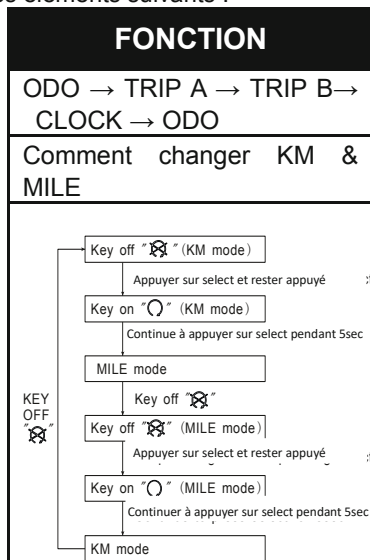 FONCTION
ODO → TRIP A → TRIP B→
CLOCK → ODO
Comment changer KM &
MILE
Key off " " (KM mode)
Appuyer sur select et rester appuyé
Key on " " (KM mode)
Continue à appuyer sur select pendant 5sec
MILE mode
Key off " "
KEY
OFF
" "
Key off " " (MILE mode)
Appuyer sur select et rester appuyé
Key on " " (MILE mode)
Continuer à appuyer sur select pendant 5sec
KM mode